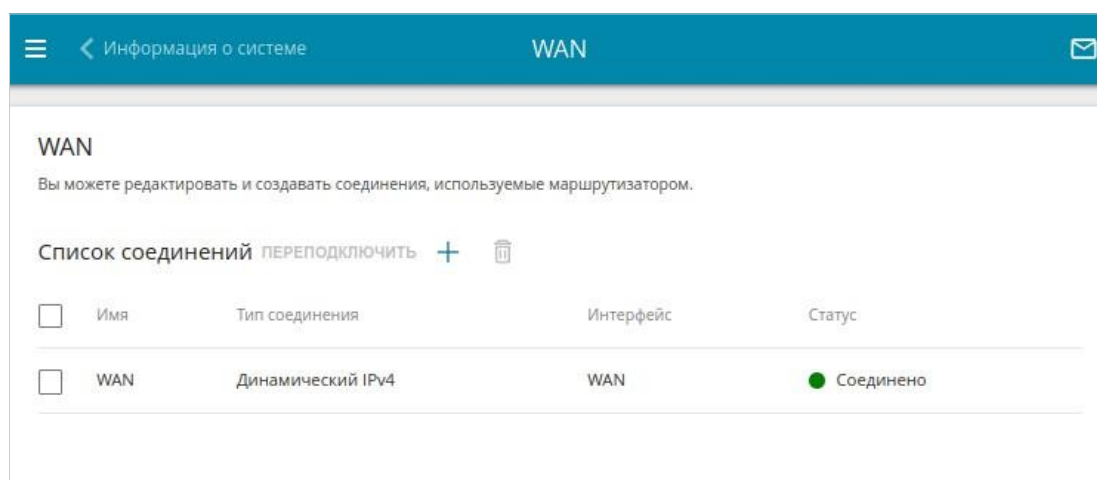 Информация о системе WAN
WAN
Вы можете редактировать и создавать соединения, используемые маршрутизатором.
Список соединений ПЕРЕПОДКЛЮЧИТЬ
Имя Тип соединения Интерфейс Статус
WAN Динамический IPv4 WAN Соединено